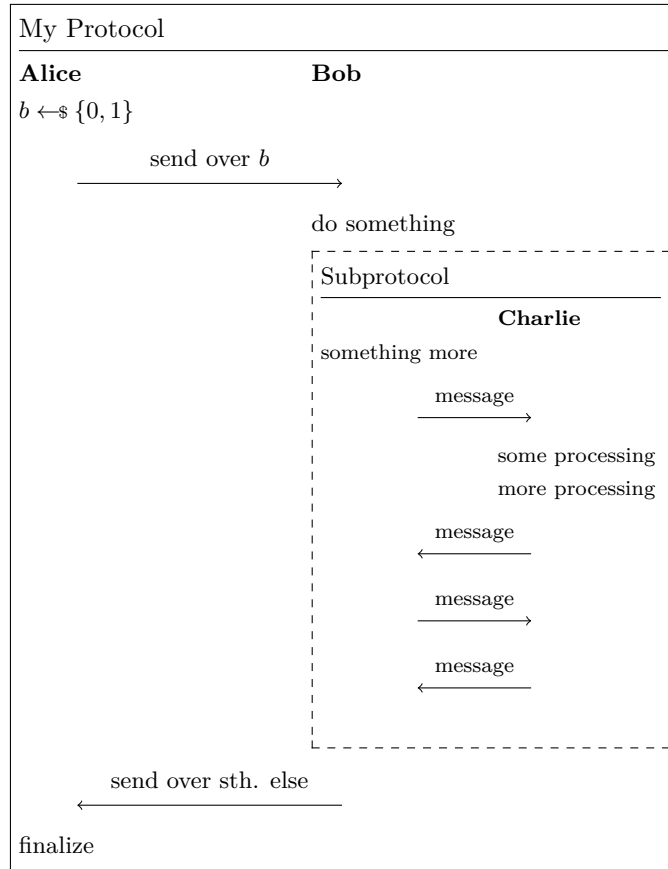 My Protocol
Alice Bob
b ←$ {0, 1}
send over b
do something
Subprotocol
Charlie
something more
message
some processing
more processing
message
message
message
send over sth. else
finalize